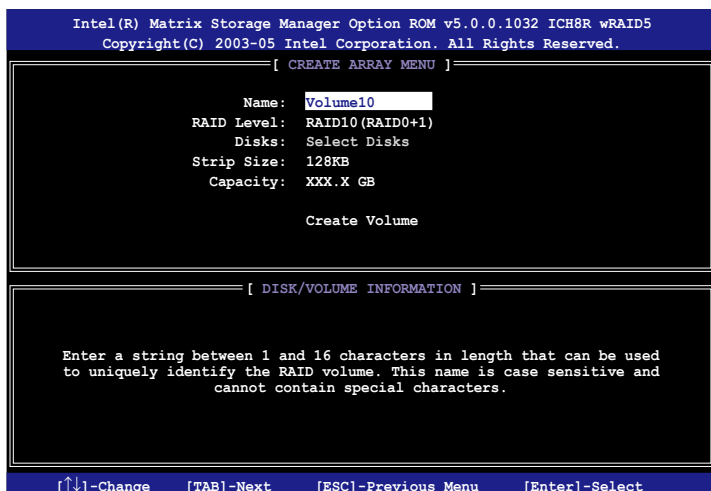 Intel(R) Matrix Storage Manager Option ROM v5.0.0.1032 ICH8R wRAID5
Copyright(C) 2003-05 Intel Corporation. All Rights Reserved.
[ CREATE ARRAY MENU ]
Name: Volume10
RAID Level: RAID10(RAID0+1)
Disks: Select Disks
Strip Size: 128KB
Capacity: XXX.X GB
Create Volume
[ DISK/VOLUME INFORMATION ]
Enter a string between 1 and 16 characters in length that can be used
to uniquely identify the RAID volume. This name is case sensitive and
cannot contain special characters.
[↑↓]-Change [TAB]-Next [ESC]-Previous Menu [Enter]-Select